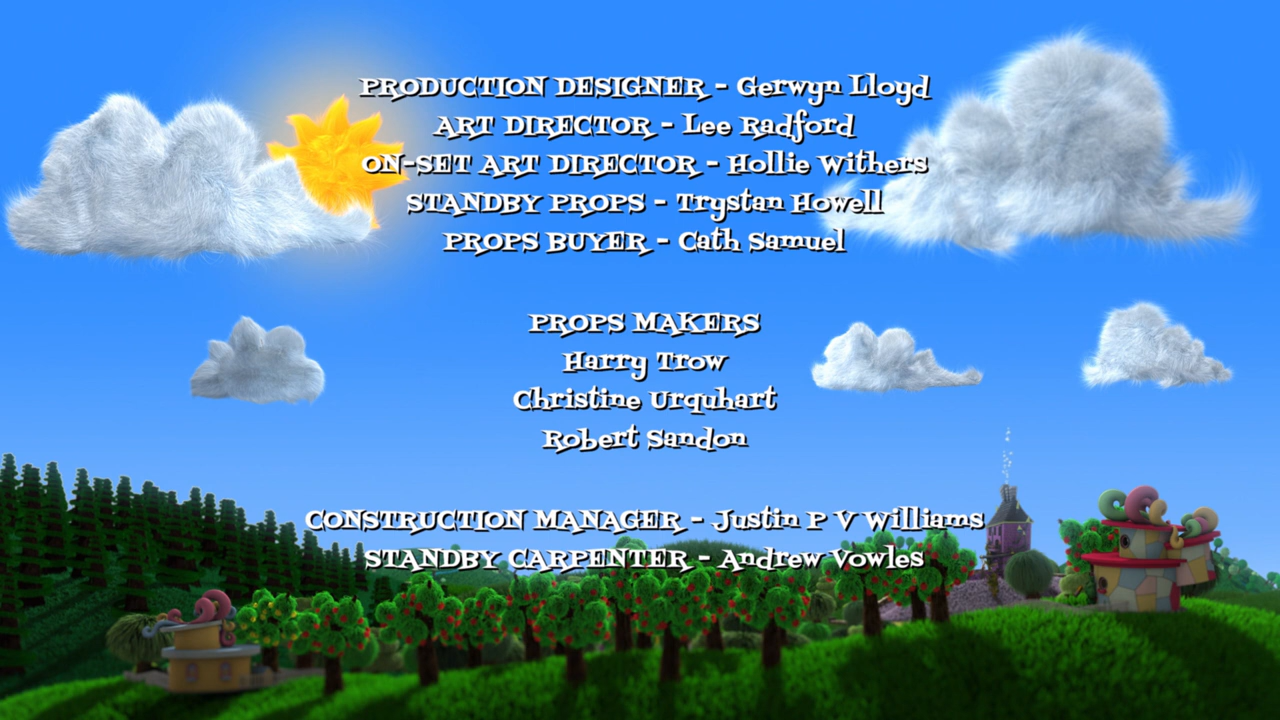 PRODUCTION DESIGNER - Gerwyn Lloyd
ART DIRECTOR - Lee Radford
ON-SET ART DIRECTOR - Hollie Withers
STANDBY PROPS - Trystan Howell
PROPS BUYER - Cath Samuel
PROPS MAKERS
Harry Trow
Christine Urquhart
Robert Sandon
CONSTRUCTION MANAGER - Justin P V Williams
STANDBY CARPENTER - Andrew Vowles